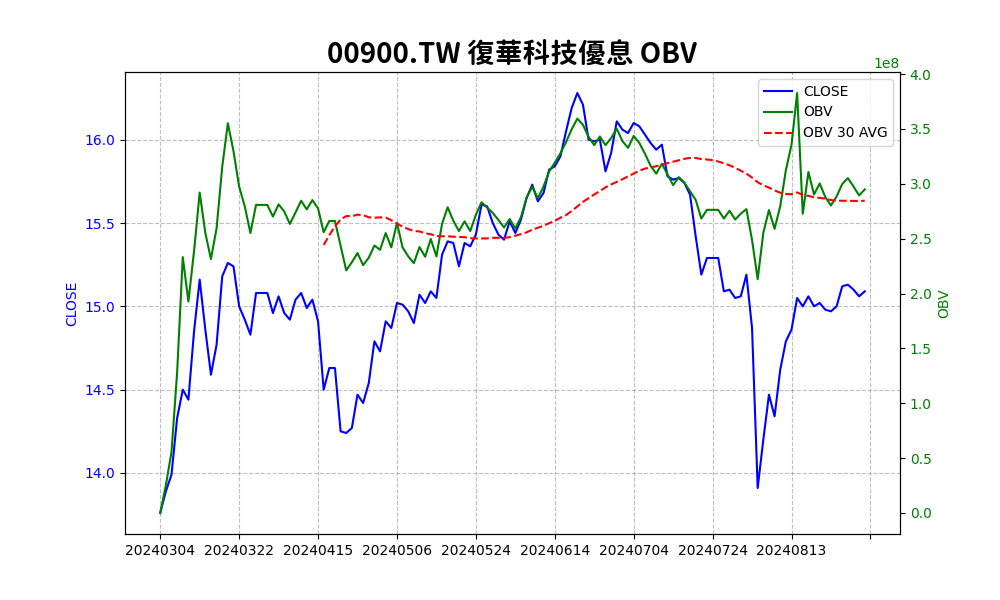 00900.TW 復華科技優息 OBV
1e8
CLOSE
OBV
OBV 30 AVG
CLOSE
16.0
15.5
15.0
14.5
14.0
4.0
3.5
3.0
2.5
2.0
1.5
1.0
0.5
0.0
OBV
20240304 20240322 20240415 20240506 20240524 20240614 20240704 20240724 20240813